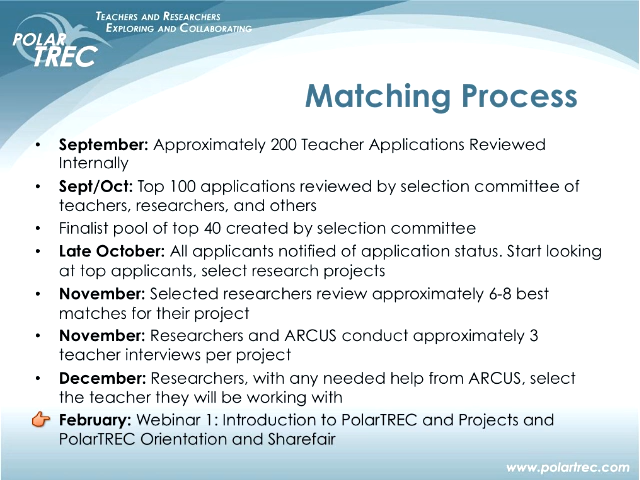 TEACHERS AND RESEARCHERS
EXPLORING AND COLLABORATING
POLAR
TREC
Matching Process
• September: Approximately 200 Teacher Applications Reviewed
Internally
• Sept/Oct: Top 100 applications reviewed by selection committee of
teachers, researchers, and others
• Finalist pool of top 40 created by selection committee
• Late October: All applicants notified of application status. Start looking
at top applicants, select research projects
• November: Selected researchers review approximately 6-8 best
matches for their project
• November: Researchers and ARCUS conduct approximately 3
teacher interviews per project
• December: Researchers, with any needed help from ARCUS, select
the teacher they will be working with
February: Webinar 1: Introduction to PolarTREC and Projects and
PolarTREC Orientation and Sharefair
www.polartrec.com